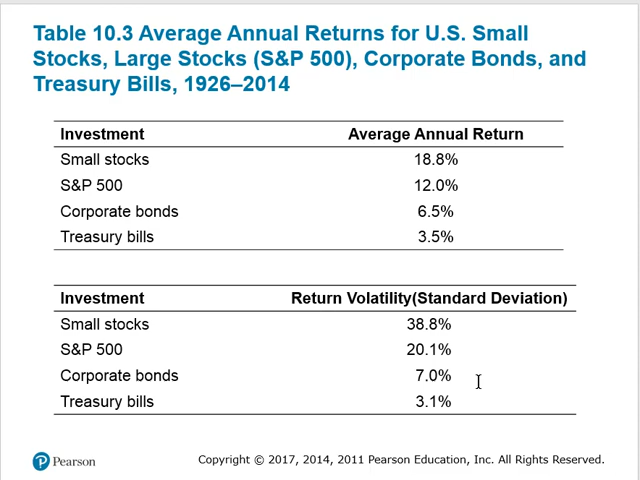 Table 10.3 Average Annual Returns for U.S. Small
Stocks, Large Stocks (S&P 500), Corporate Bonds, and
Treasury Bills, 1926–2014
Investment Average Annual Return
Small stocks 18.8%
S&P 500 12.0%
Corporate bonds 6.5%
Treasury bills 3.5%
Investment Return Volatility(Standard Deviation)
Small stocks 38.8%
S&P 500 20.1%
Corporate bonds 7.0%
Treasury bills 3.1%
P Pearson Copyright © 2017, 2014, 2011 Pearson Education, Inc. All Rights Reserved.